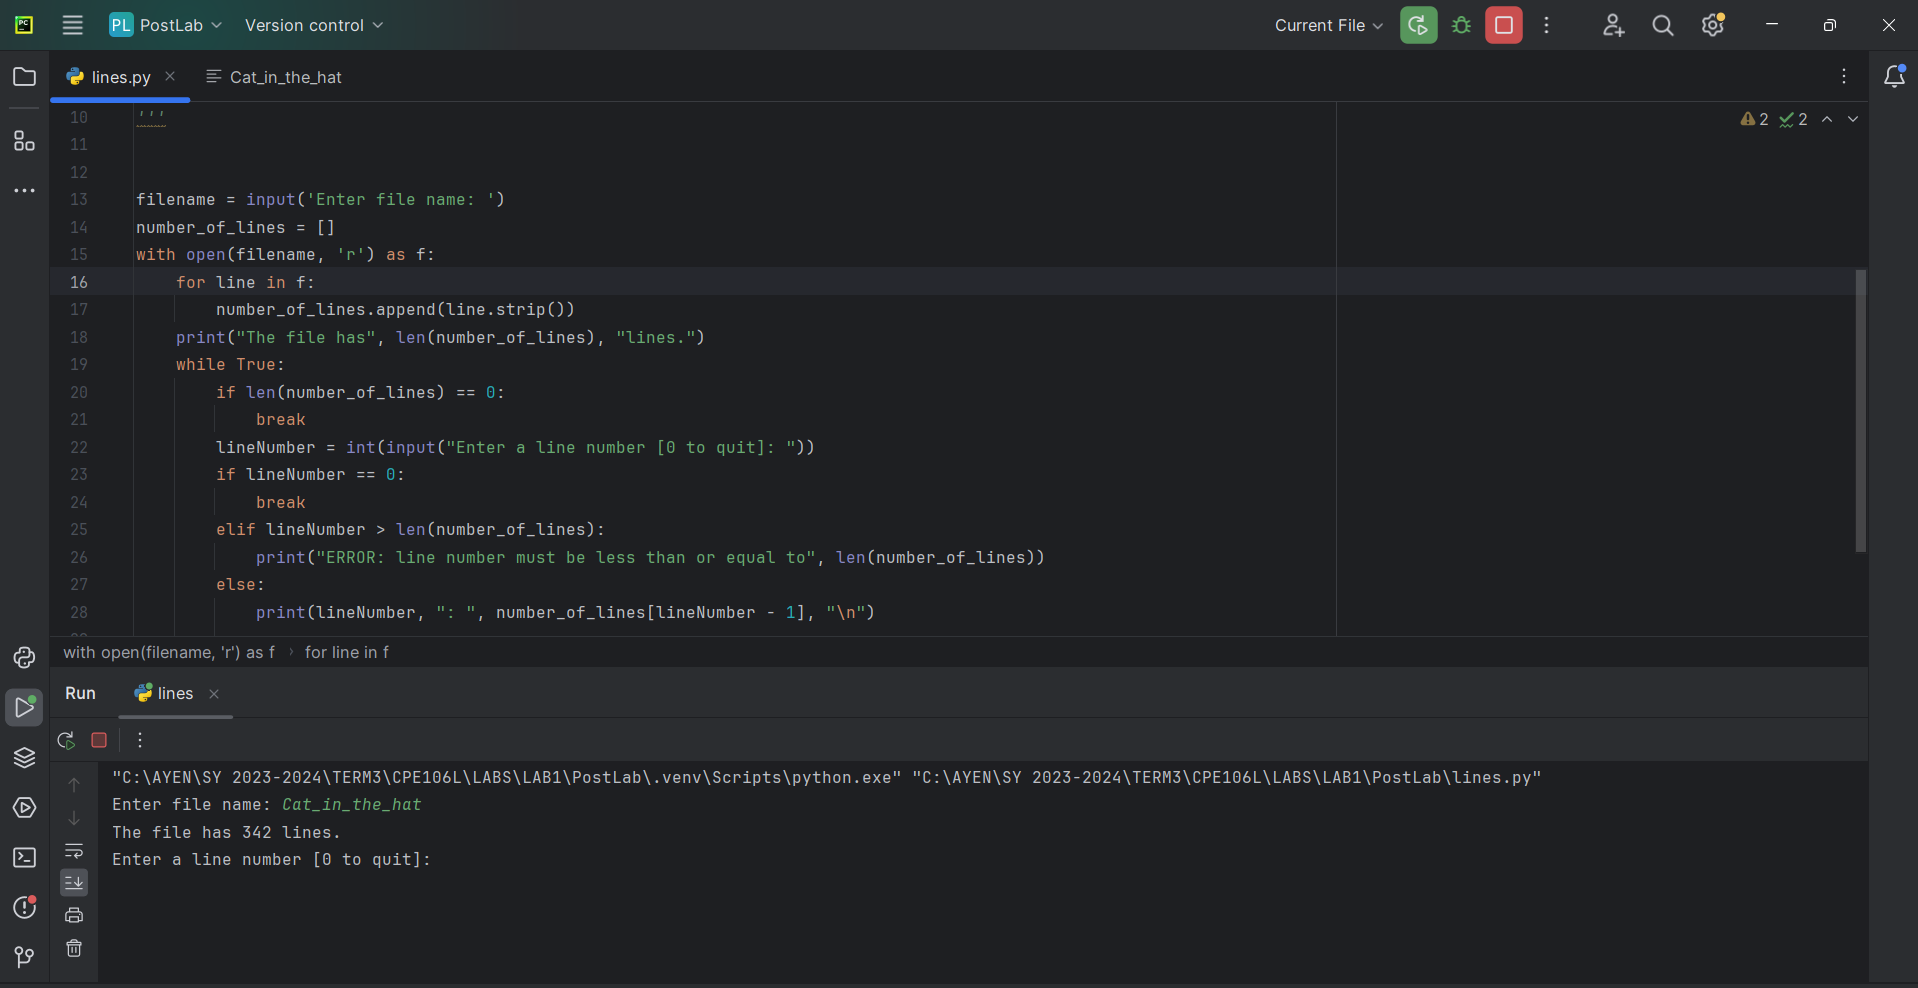 PC
PL PostLab Version control Current File
lines.py Cat_in_the_hat
2 2
10 '''
11
12
13 filename = input('Enter file name: ')
14 number_of_lines = []
15 with open(filename, 'r') as f:
16     for line in f:
17         number_of_lines.append(line.strip())
18     print("The file has", len(number_of_lines), "lines.")
19     while True:
20         if len(number_of_lines) == 0:
21             break
22         lineNumber = int(input("Enter a line number [0 to quit]: "))
23         if lineNumber == 0:
24             break
25         elif lineNumber > len(number_of_lines):
26             print("ERROR: line number must be less than or equal to", len(number_of_lines))
27         else:
28             print(lineNumber, ": ", number_of_lines[lineNumber - 1], "\n")
with open(filename, 'r') as f › for line in f
Run lines
"C:\AYEN\SY 2023-2024\TERM3\CPE106L\LABS\LAB1\PostLab\.venv\Scripts\python.exe" "C:\AYEN\SY 2023-2024\TERM3\CPE106L\LABS\LAB1\PostLab\lines.py"
Enter file name: Cat_in_the_hat
The file has 342 lines.
Enter a line number [0 to quit]: